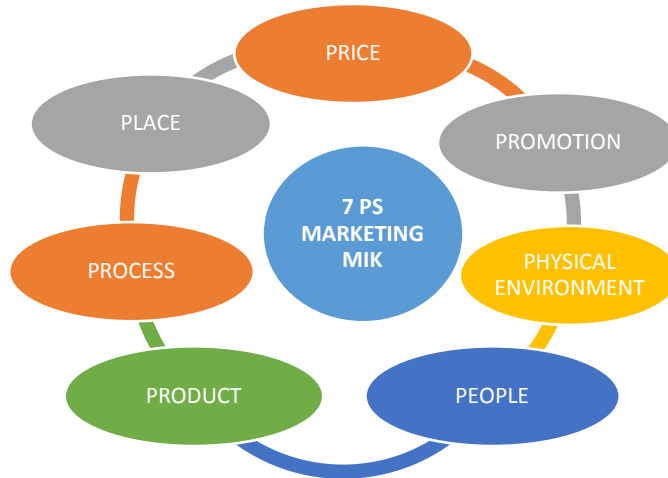 PRICE
PLACE
PROMOTION
7 PS
MARKETING
MIK
PROCESS
PHYSICAL
ENVIRONMENT
PRODUCT
PEOPLE